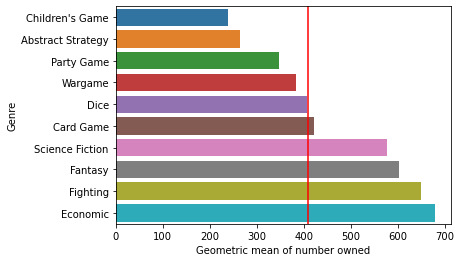 Children's Game
Abstract Strategy
Party Game
Wargame
Dice
Card Game
Science Fiction
Fantasy
Fighting
Economic
Genre
0 100 200 300 400 500 600 700
Geometric mean of number owned